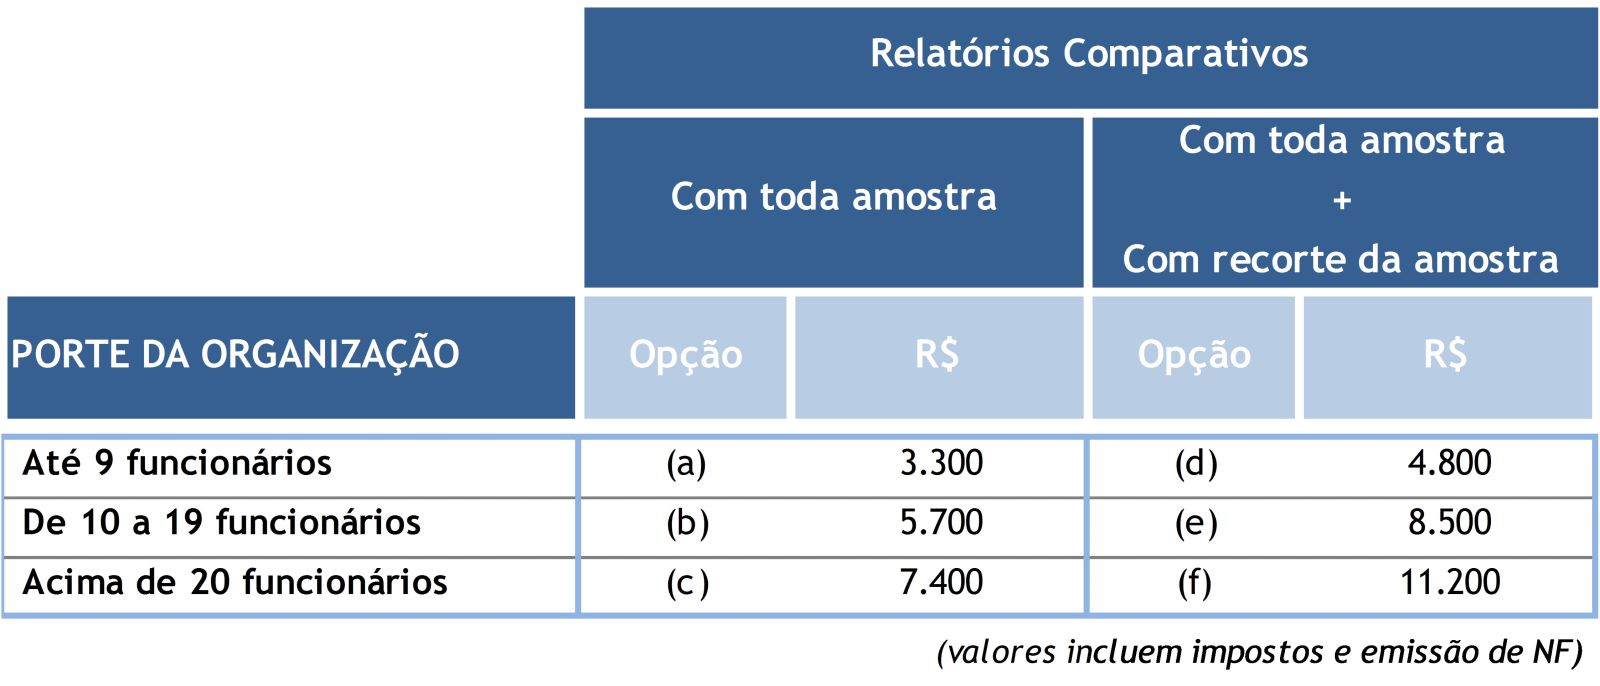 Relatórios Comparativos
Com toda amostra
Com toda amostra
+
Com recorte da amostra
PORTE DA ORGANIZAÇÃO Opção R$ Opção R$
Até 9 funcionários (a) 3.300 (d) 4.800
De 10 a 19 funcionários (b) 5.700 (e) 8.500
Acima de 20 funcionários (c) 7.400 (f) 11.200
(valores incluem impostos e emissão de NF)